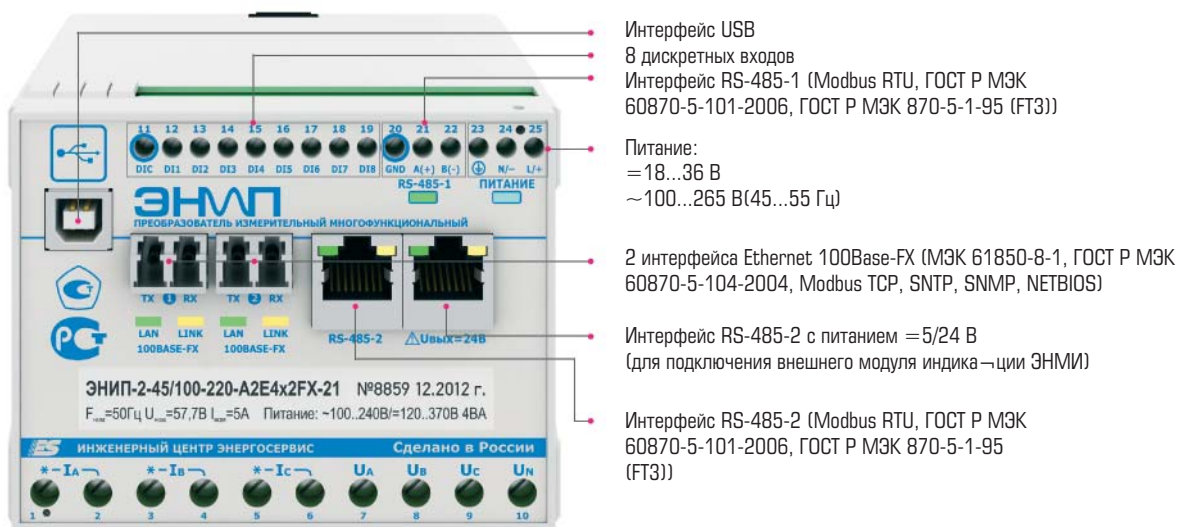 Интерфейс USB
8 дискретных входов
Интерфейс RS-485-1 (Modbus RTU, ГОСТ Р МЭК
60870-5-101-2006, ГОСТ Р МЭК 870-5-1-95 (FT3))
Питание:
=18...36 В
~100...265 В(45...55 Гц)
2 интерфейса Ethernet 100Base-FX (МЭК 61850-8-1, ГОСТ Р МЭК
60870-5-104-2004, Modbus TCP, SNTP, SNMP, NETBIOS)
Интерфейс RS-485-2 с питанием =5/24 В
(для подключения внешнего модуля индика¬ции ЭНМИ)
Интерфейс RS-485-2 (Modbus RTU, ГОСТ Р МЭК
60870-5-101-2006, ГОСТ Р МЭК 870-5-1-95
(FT3))
11 12 13 14 15 16 17 18 19 20 21 22 23 24 25
DIC DI1 DI2 DI3 DI4 DI5 DI6 DI7 DI8 GND A(+) B(-) N/− L/+
RS-485-1 ПИТАНИЕ
ЭНИП
ПРЕОБРАЗОВАТЕЛЬ ИЗМЕРИТЕЛЬНЫЙ МНОГОФУНКЦИОНАЛЬНЫЙ
TX 1 RX TX 2 RX
LAN LINK LAN LINK
100BASE-FX 100BASE-FX
RS-485-2 ⚠Uвых=24В
РСТ
ЭНИП-2-45/100-220-A2E4x2FX-21 №8859 12.2012 г.
Fном=50Гц Uном=57,7В Iном=5А Питание: ~100..240В/=120..370В 4ВА
ES ИНЖЕНЕРНЫЙ ЦЕНТР ЭНЕРГОСЕРВИС Сделано в России
*−IA *−IB *−IC UA UB UC UN
1 2 3 4 5 6 7 8 9 10